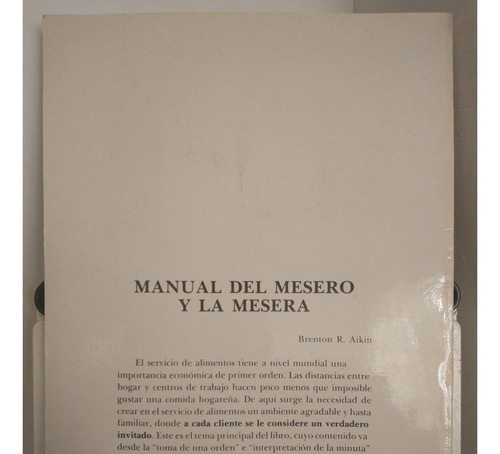 MANUAL DEL MESERO
Y LA MESERA
Brenton R. Aikin
El servicio de alimentos tiene a nivel mundial una
importancia económica de primer orden. Las distancias entre
hogar y centros de trabajo hacen poco menos que imposible
gustar una comida hogareña. De aquí surge la necesidad de
crear en el servicio de alimentos un ambiente agradable y hasta
familiar, donde a cada cliente se le considere un verdadero
invitado. Este es el tema principal del libro, cuyo contenido va
desde la "toma de una orden" e "interpretación de la minuta"